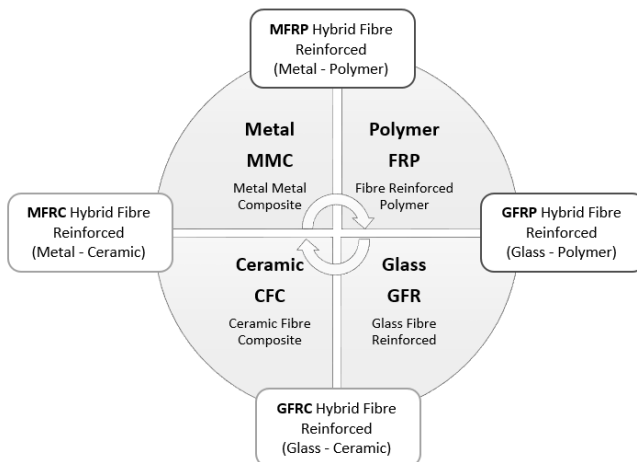 MFRP Hybrid Fibre
Reinforced
(Metal - Polymer)
Metal
MMC
Metal Metal
Composite
Polymer
FRP
Fibre Reinforced
Polymer
MFRC Hybrid Fibre
Reinforced
(Metal - Ceramic)
GFRP Hybrid Fibre
Reinforced
(Glass - Polymer)
Ceramic
CFC
Ceramic Fibre
Composite
Glass
GFR
Glass Fibre
Reinforced
GFRC Hybrid Fibre
Reinforced
(Glass - Ceramic)